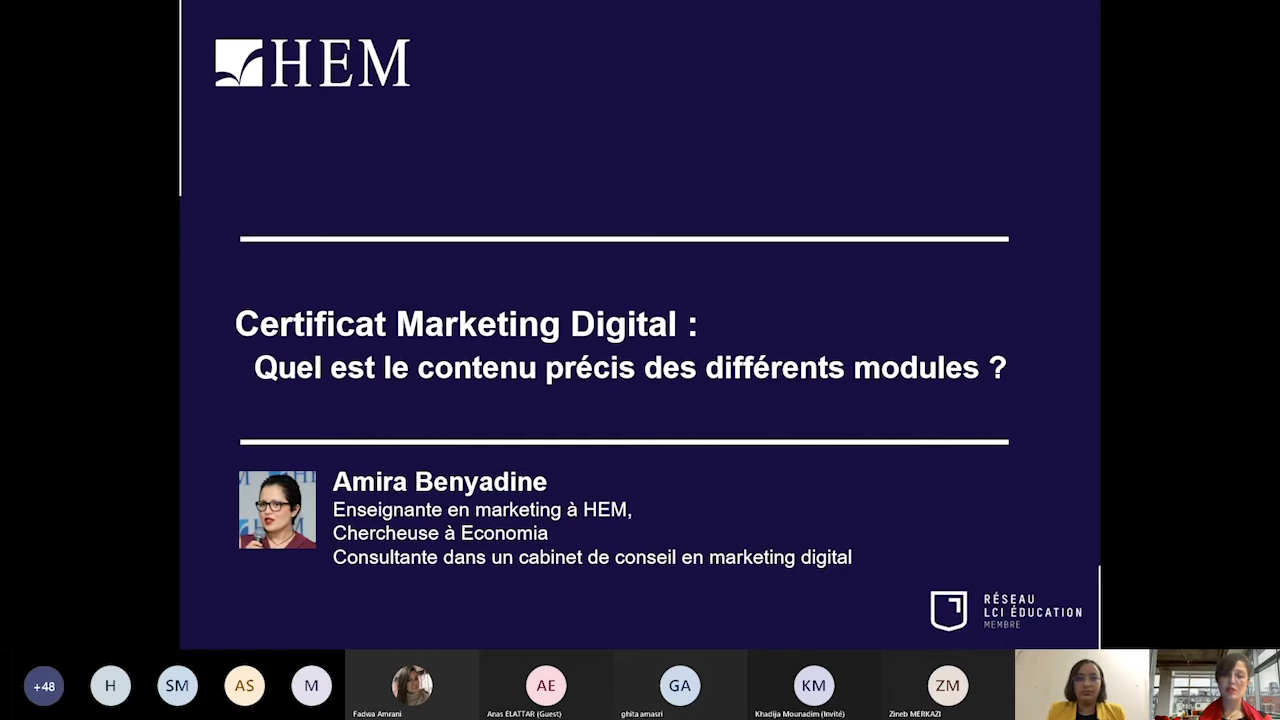 HEM
Certificat Marketing Digital :
Quel est le contenu précis des différents modules ?
Amira Benyadine
Enseignante en marketing à HEM,
Chercheuse à Economia
Consultante dans un cabinet de conseil en marketing digital
RÉSEAU
LCI ÉDUCATION
MEMBRE
+48
H
SM
AS
M
AE
GA
KM
ZM
Fadwa Amrani
Anas ELATTAR (Guest)
ghita amasri
Khadija Mounadim (Invité)
Zineb MERKAZI